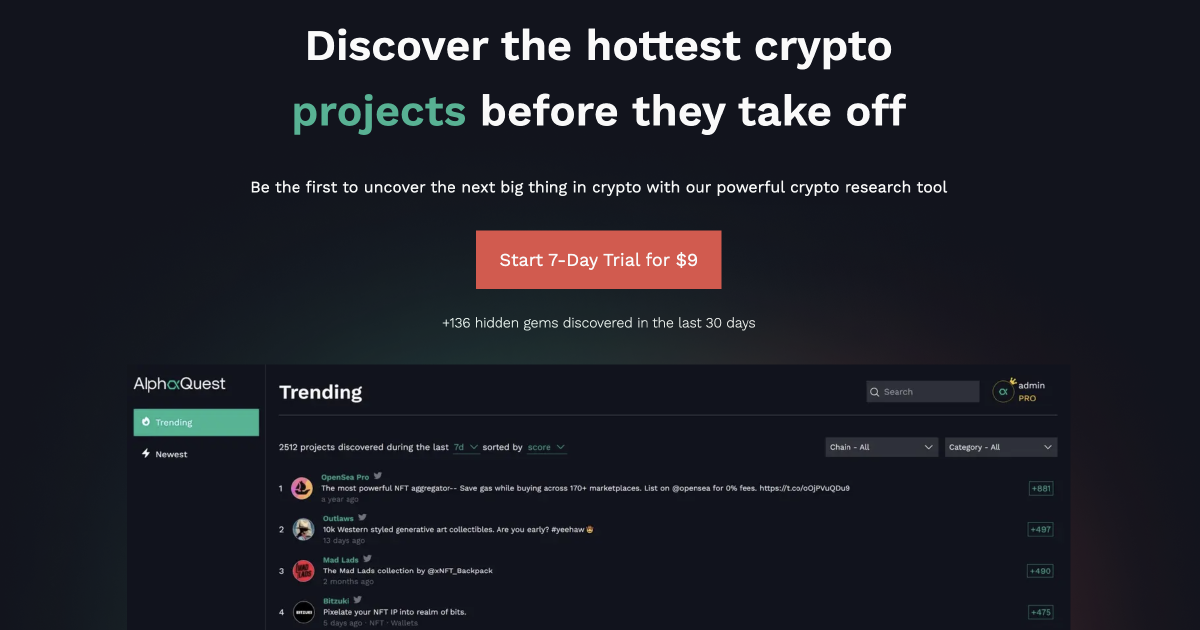 Discover the hottest crypto
projects before they take off
Be the first to uncover the next big thing in crypto with our powerful crypto research tool
Start 7-Day Trial for $9
+136 hidden gems discovered in the last 30 days
AlphαQuest
Trending
Search
admin
PRO
Trending
Newest
2512 projects discovered during the last 7d sorted by score
Chain - All
Category - All
1
OpenSea Pro
The most powerful NFT aggregator-- Save gas while buying across 170+ marketplaces. List on @opensea for 0% fees. https://t.co/oOjPVuQDu9
a year ago
+881
2
Outlaws
10k Western styled generative art collectibles. Are you early? #yeehaw🤠
13 days ago
+497
3
Mad Lads
The Mad Lads collection by @xNFT_Backpack
2 months ago
+490
4
Bitzuki
Pixelate your NFT IP into realm of bits.
5 days ago · NFT · Wallets
+475